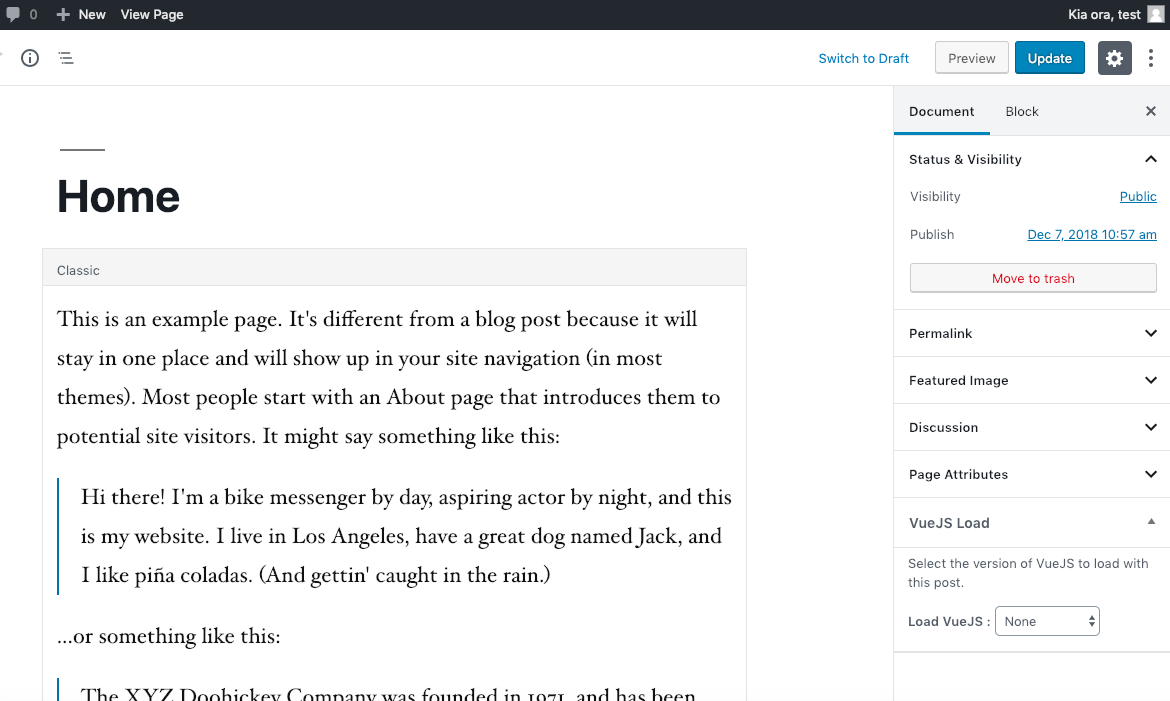 0 New View Page Kia ora, test
Switch to Draft Preview Update
Document Block
Status & Visibility
Visibility Public
Publish Dec 7, 2018 10:57 am
Move to trash
Permalink
Featured Image
Discussion
Page Attributes
VueJS Load
Select the version of VueJS to load with
this post.
Load VueJS : None
Home
Classic
This is an example page. It's different from a blog post because it will
stay in one place and will show up in your site navigation (in most
themes). Most people start with an About page that introduces them to
potential site visitors. It might say something like this:
Hi there! I'm a bike messenger by day, aspiring actor by night, and this
is my website. I live in Los Angeles, have a great dog named Jack, and
I like piña coladas. (And gettin' caught in the rain.)
...or something like this:
The XYZ Doohickey Company was founded in 1971, and has been